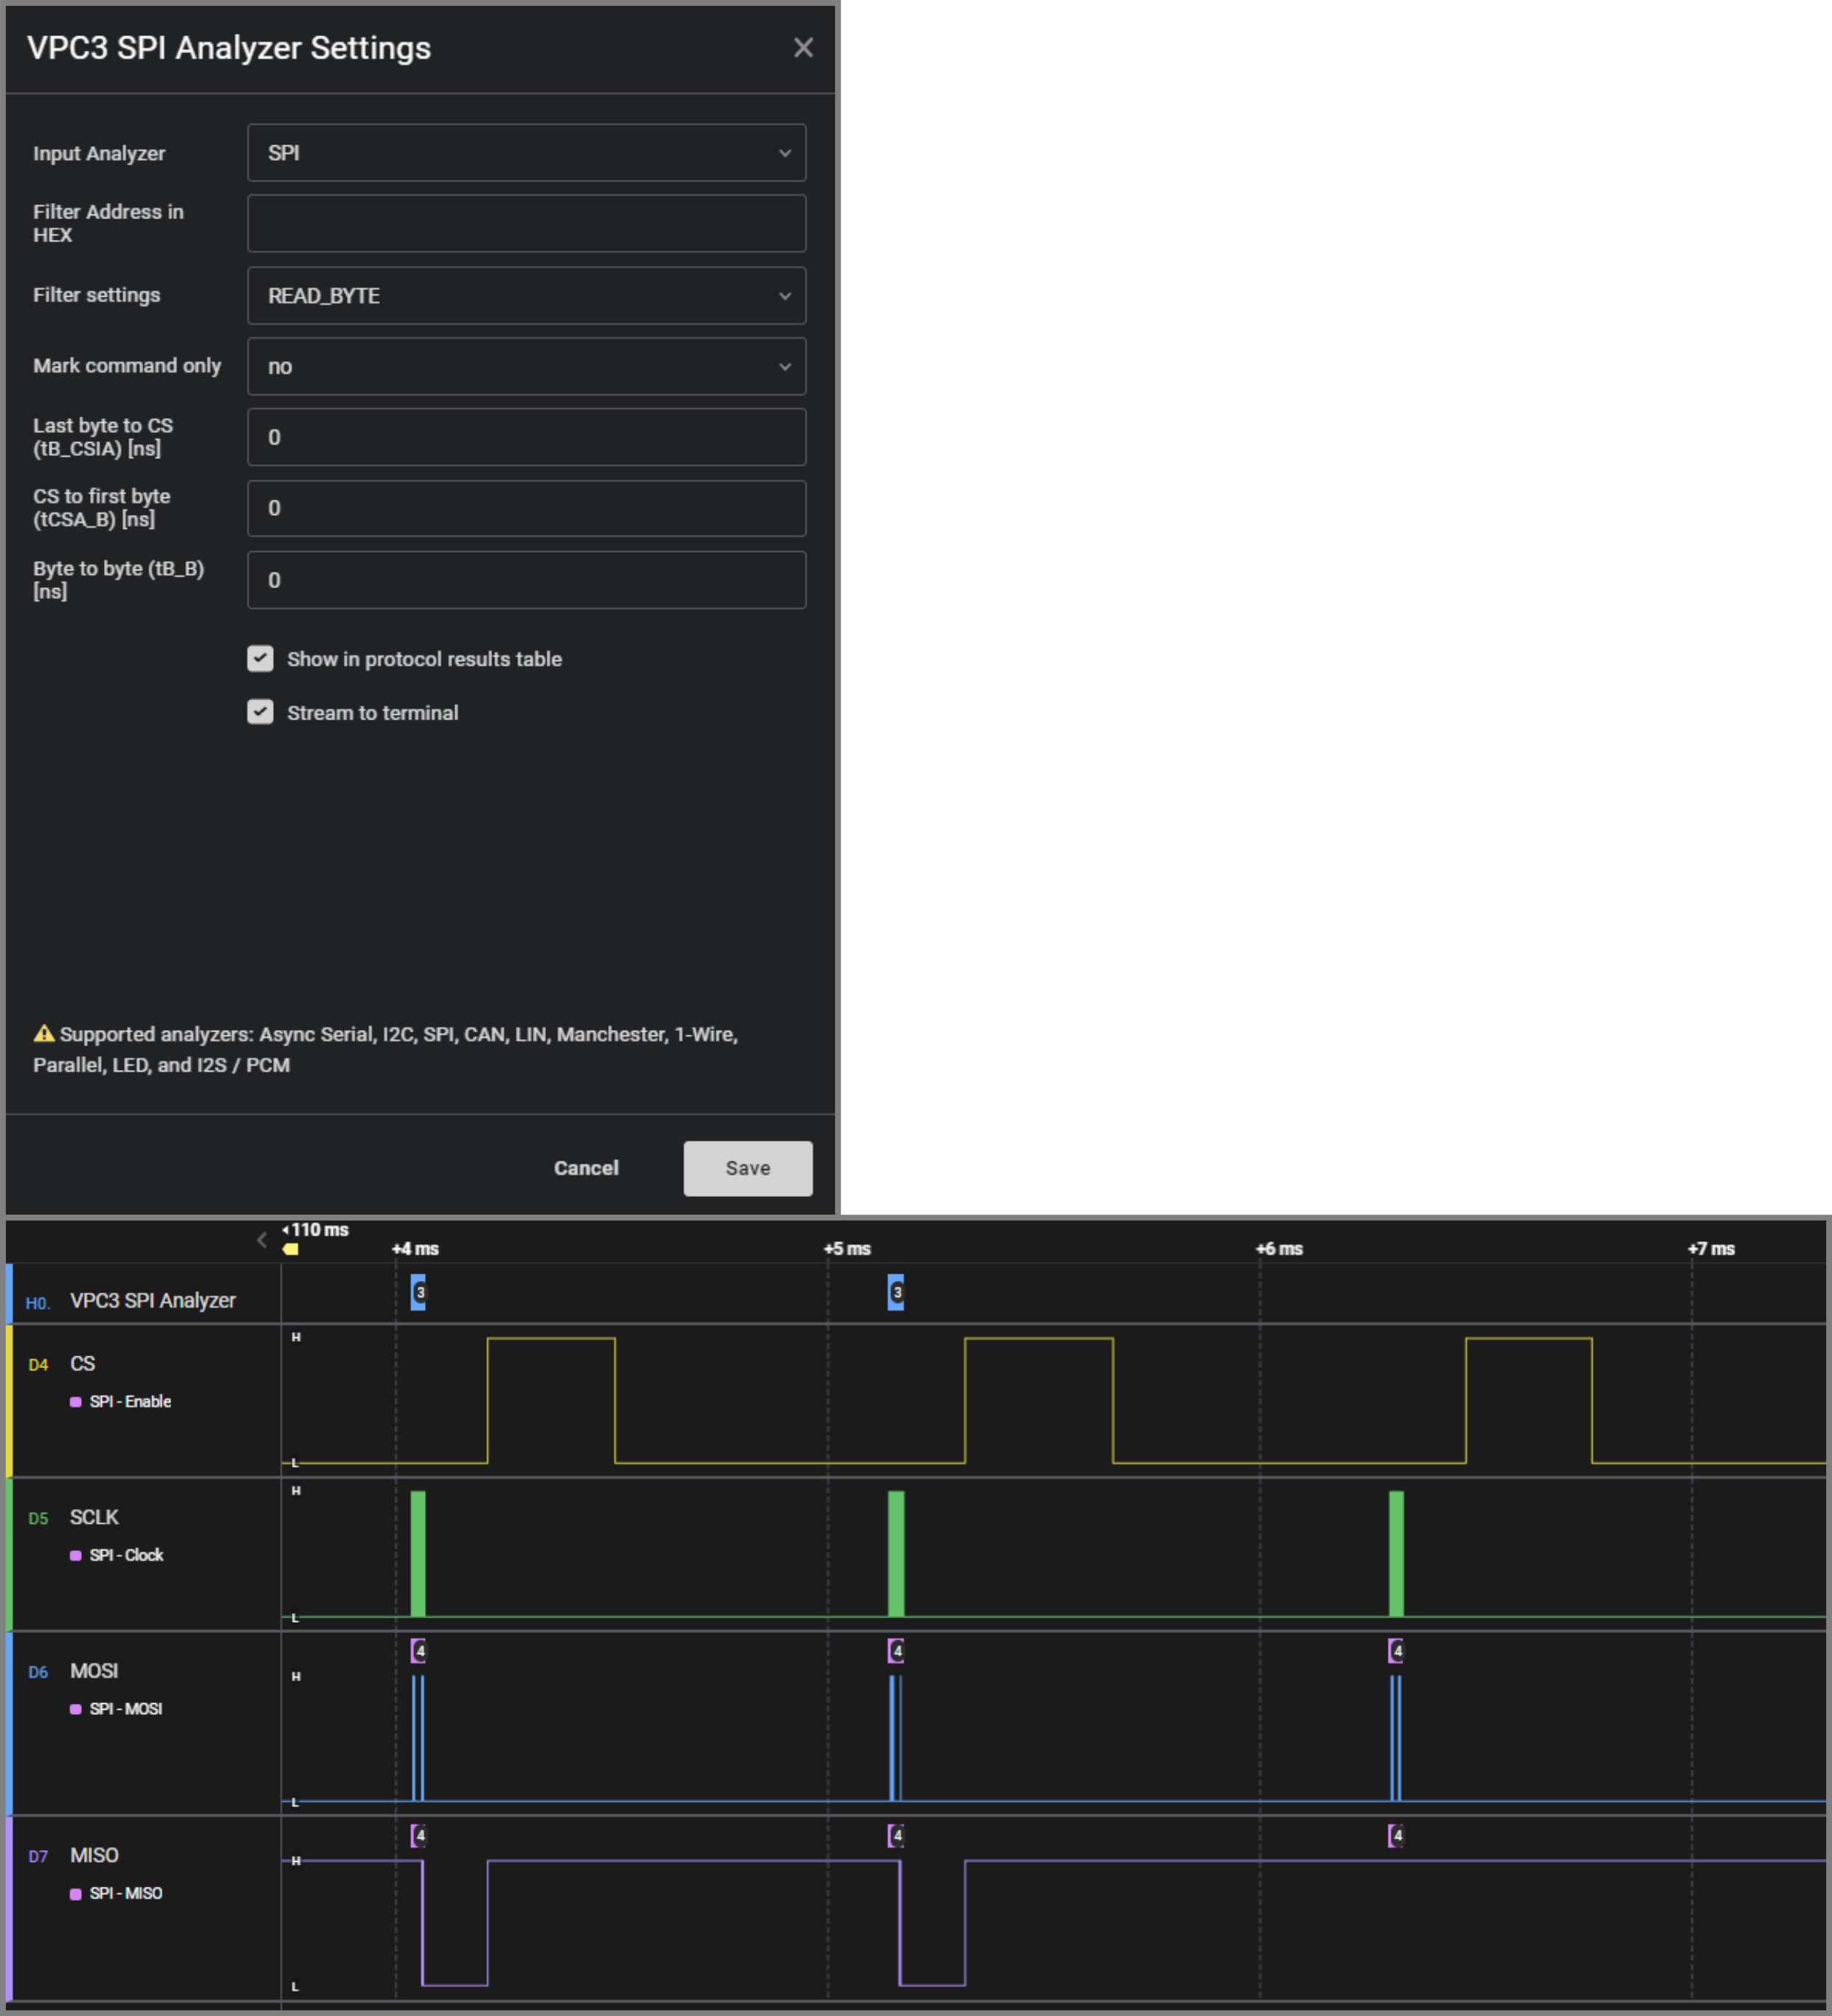 VPC3 SPI Analyzer Settings
Input Analyzer
SPI
Filter Address in
HEX
Filter settings
READ_BYTE
Mark command only
no
Last byte to CS
(tB_CSIA) [ns]
0
CS to first byte
(tCSA_B) [ns]
0
Byte to byte (tB_B)
[ns]
0
Show in protocol results table
Stream to terminal
Supported analyzers: Async Serial, I2C, SPI, CAN, LIN, Manchester, 1-Wire,
Parallel, LED, and I2S / PCM
Cancel
Save
110 ms
+4 ms
+5 ms
+6 ms
+7 ms
H0.
VPC3 SPI Analyzer
3
3
D4
CS
SPI - Enable
H
L
D5
SCLK
SPI - Clock
H
L
D6
MOSI
SPI - MOSI
4
4
4
H
L
D7
MISO
SPI - MISO
4
4
4
H
L